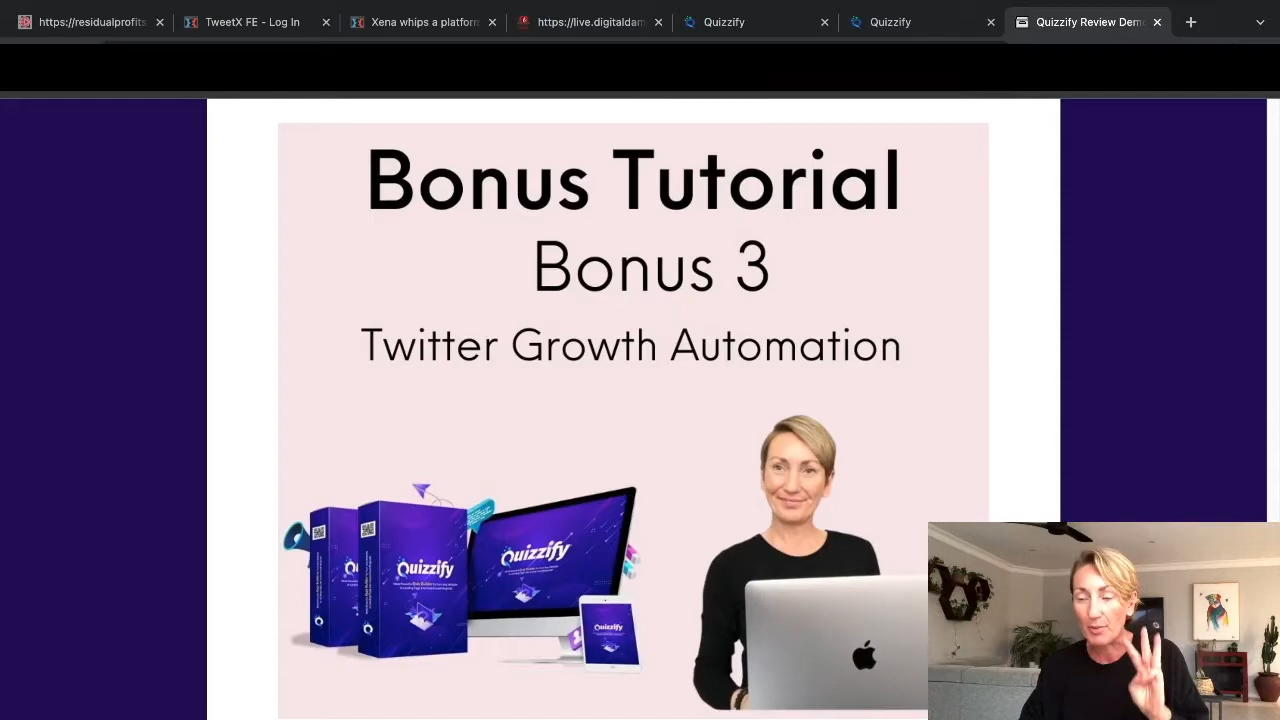 https://residualprofits
TweetX FE - Log In
Xena whips a platform
https://live.digitaldam
Quizzify
Quizzify
Quizzify Review Demo
Bonus Tutorial
Bonus 3
Twitter Growth Automation
Quizzify
Quizzify
Quizzify